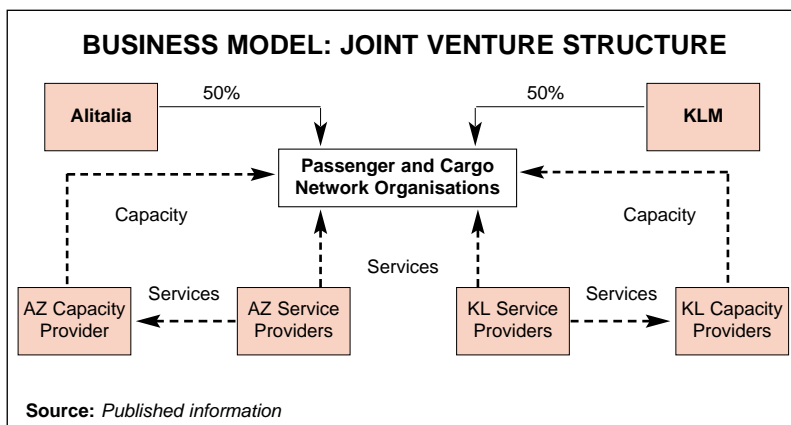 BUSINESS MODEL: JOINT VENTURE STRUCTURE
50%
50%
Alitalia
KLM
Passenger and Cargo
Network Organisations
Capacity
Capacity
Services
Services
Services
AZ Capacity
Provider
AZ Service
Providers
KL Service
Providers
KL Capacity
Providers
Source: Published information